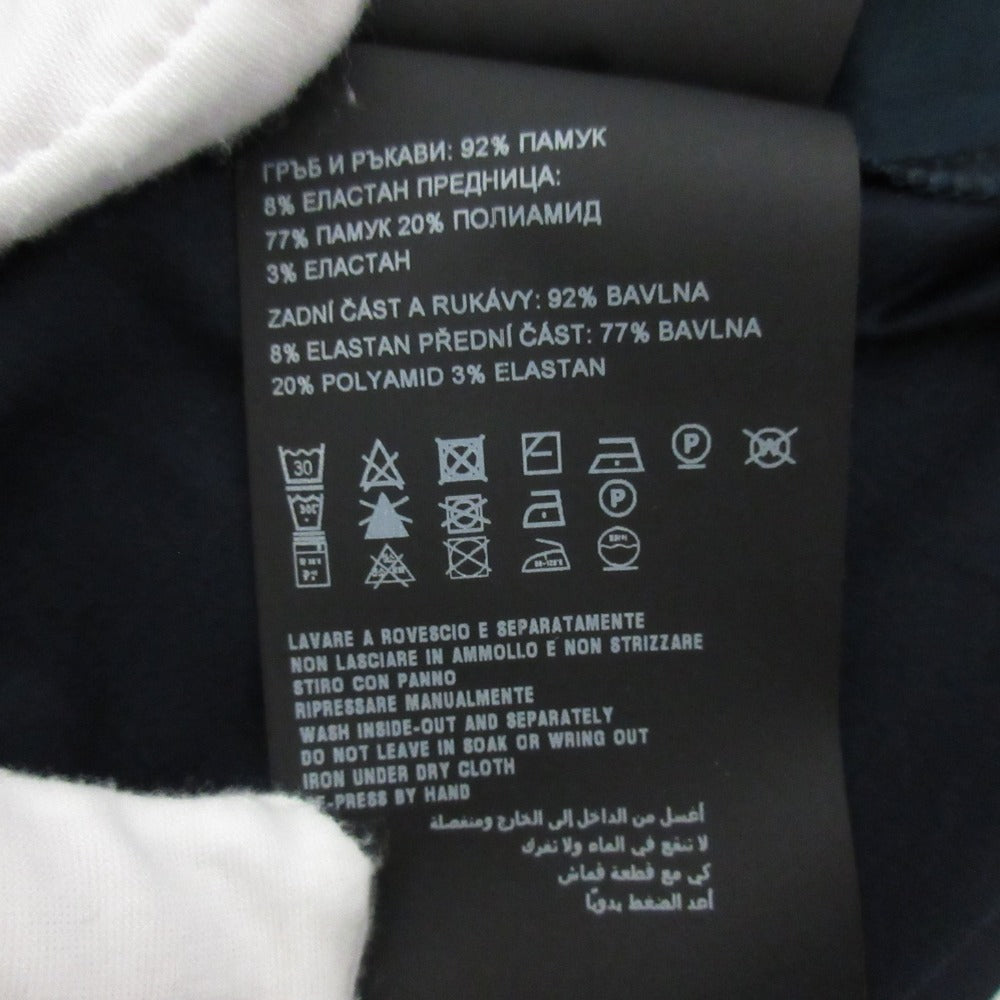 ГРЪБ И РЪКАВИ: 92% ПАМУК
8% ЕЛАСТАН ПРЕДНИЦА:
77% ПАМУК 20% ПОЛИАМИД
3% ЕЛАСТАН
ZADNÍ ČÁST A RUKÁVY: 92% BAVLNA
8% ELASTAN PŘEDNÍ ČÁST: 77% BAVLNA
20% POLYAMID 3% ELASTAN
30 P W
30C P
LAVARE A ROVESCIO E SEPARATAMENTE
NON LASCIARE IN AMMOLLO E NON STRIZZARE
STIRO CON PANNO
RIPRESSARE MANUALMENTE
WASH INSIDE-OUT AND SEPARATELY
DO NOT LEAVE IN SOAK OR WRING OUT
IRON UNDER DRY CLOTH
-PRESS BY HAND
أغسل من الداخل إلى الخارج ومنفصلة
لا تنقع في الماء ولا تفرك
كي مع قطعة قماش
أعد الضغط يدويًا